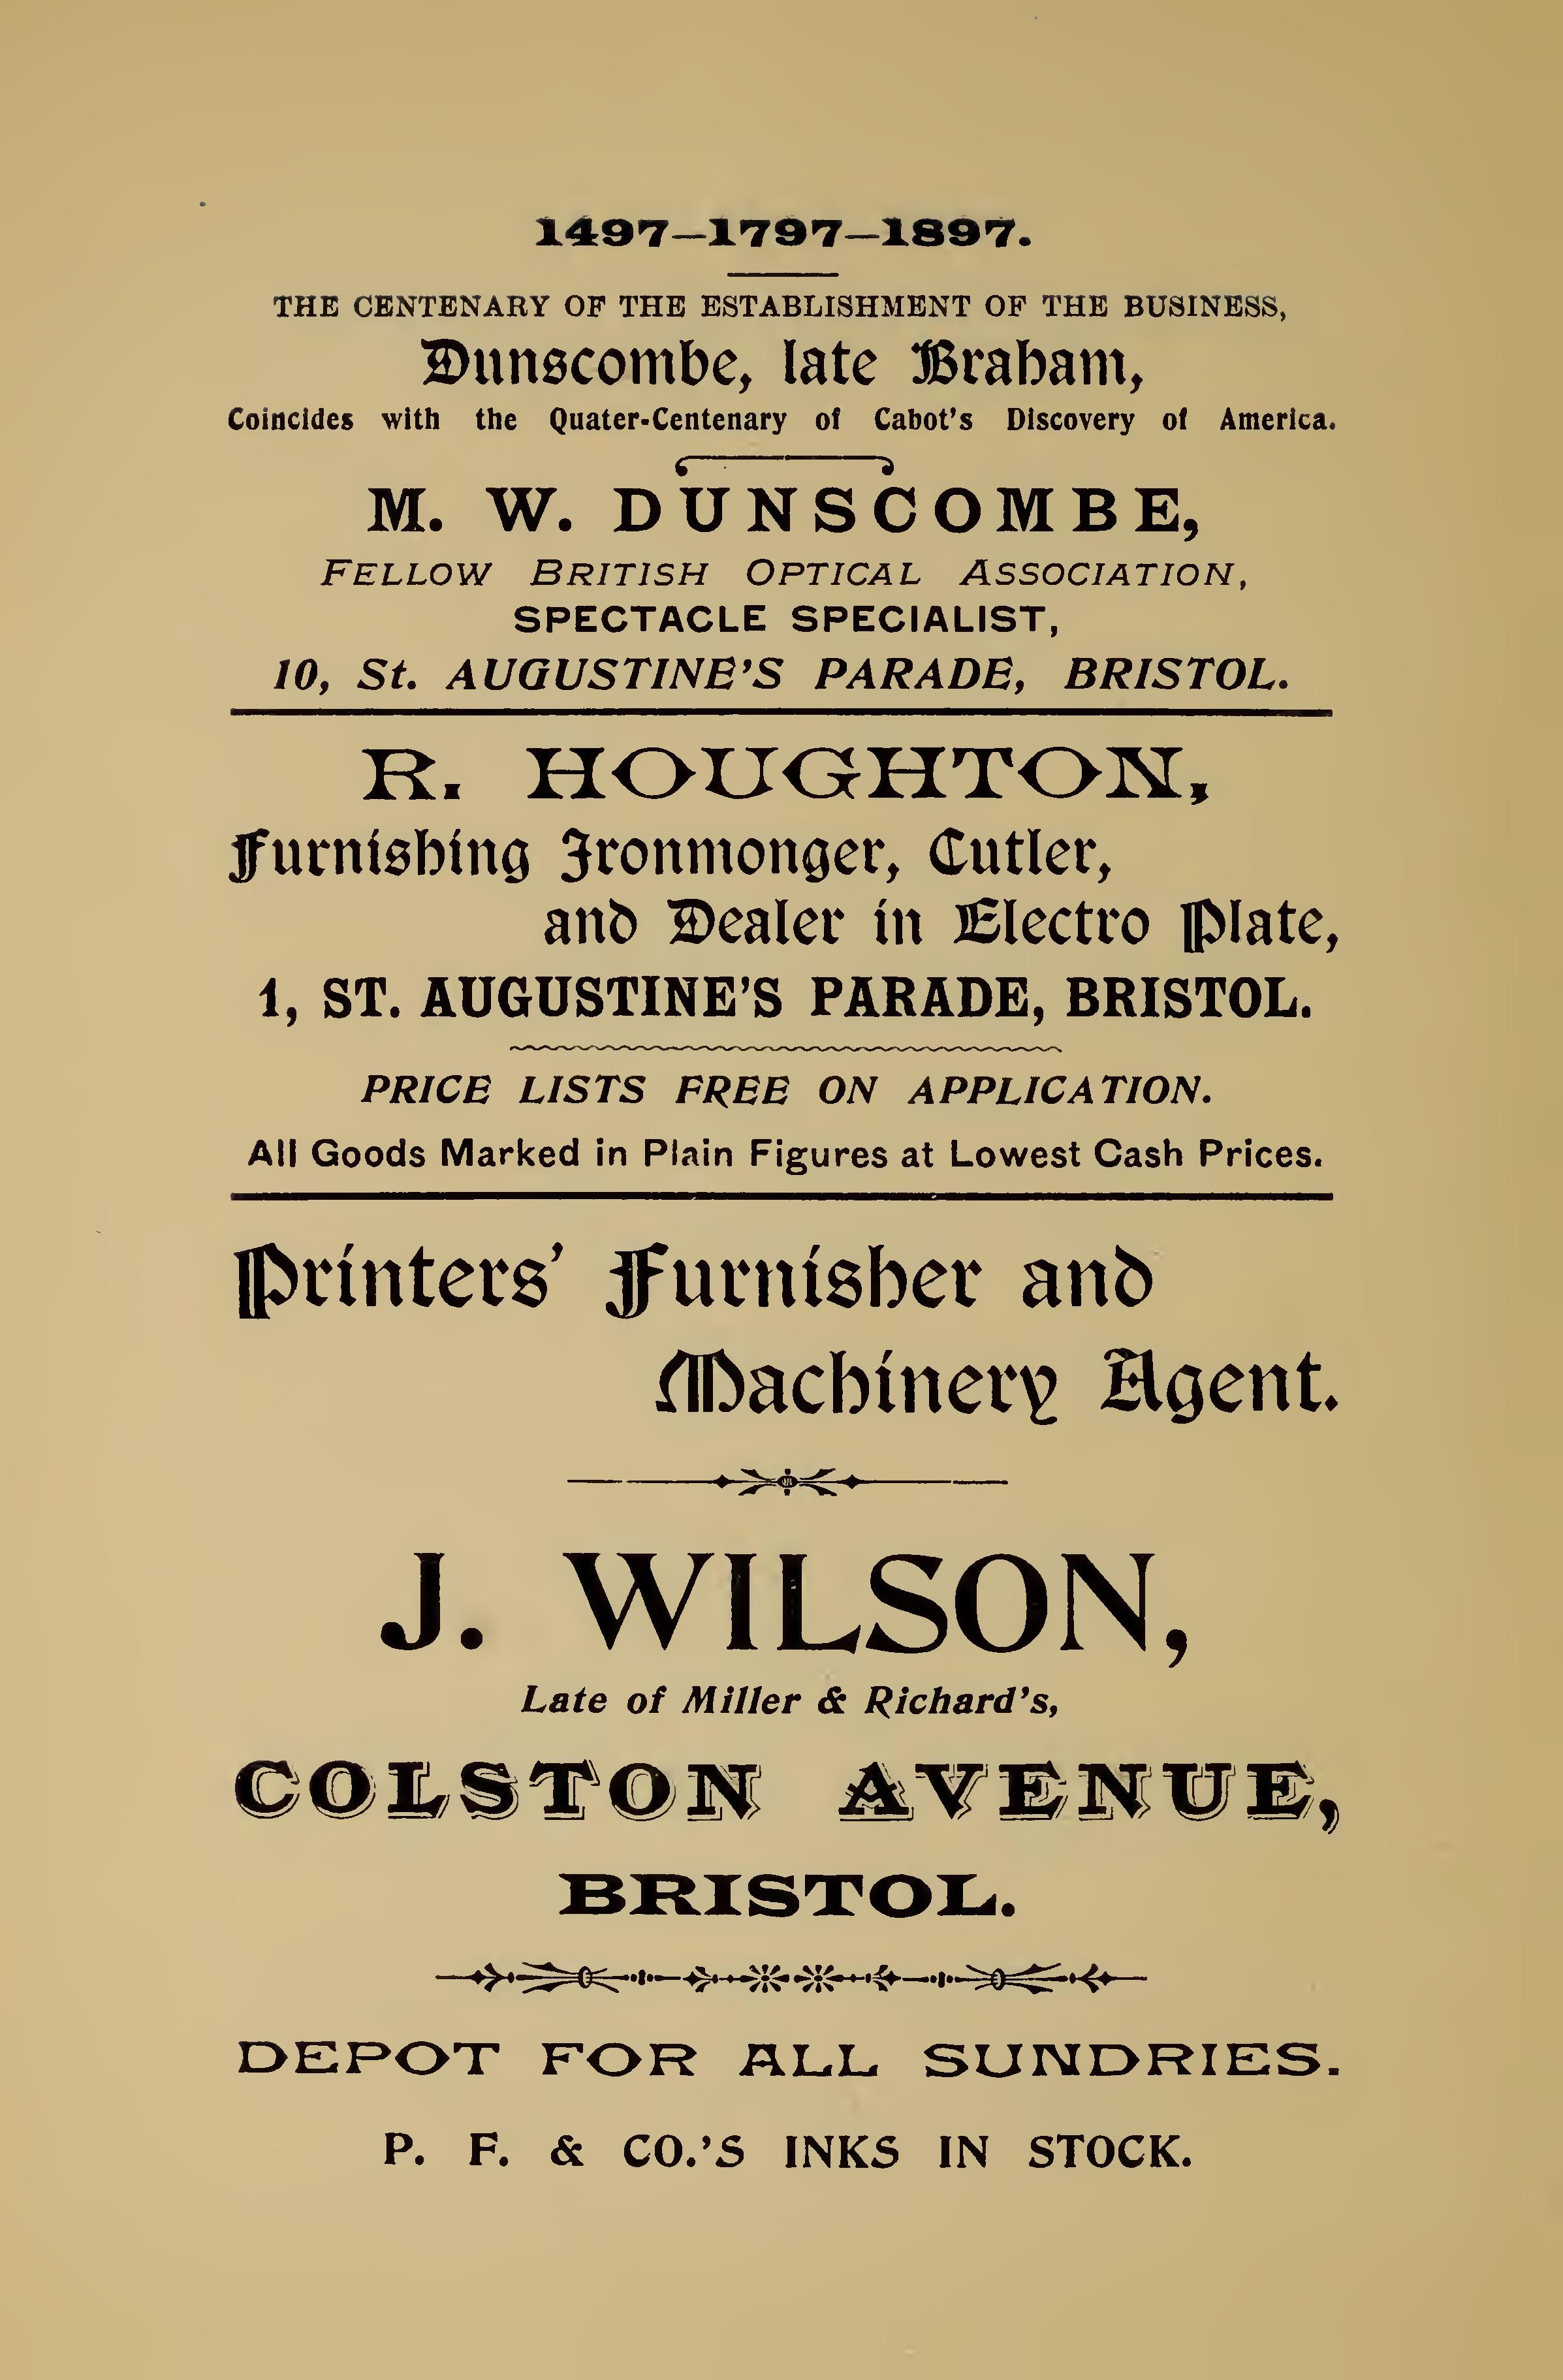 1497–1797–1897.
THE CENTENARY OF THE ESTABLISHMENT OF THE BUSINESS,
Dunscombe, late Braham,
Coincides with the Quater-Centenary of Cabot's Discovery of America.
M. W. DUNSCOMBE,
FELLOW BRITISH OPTICAL ASSOCIATION,
SPECTACLE SPECIALIST,
10, St. AUGUSTINE'S PARADE, BRISTOL.
R. HOUGHTON,
Furnishing Ironmonger, Cutler,
and Dealer in Electro Plate,
1, ST. AUGUSTINE'S PARADE, BRISTOL.
PRICE LISTS FREE ON APPLICATION.
All Goods Marked in Plain Figures at Lowest Cash Prices.
Printers' Furnisher and
Machinery Agent.
J. WILSON,
Late of Miller & Richard's,
COLSTON AVENUE,
BRISTOL.
DEPOT FOR ALL SUNDRIES.
P. F. & CO.'S INKS IN STOCK.